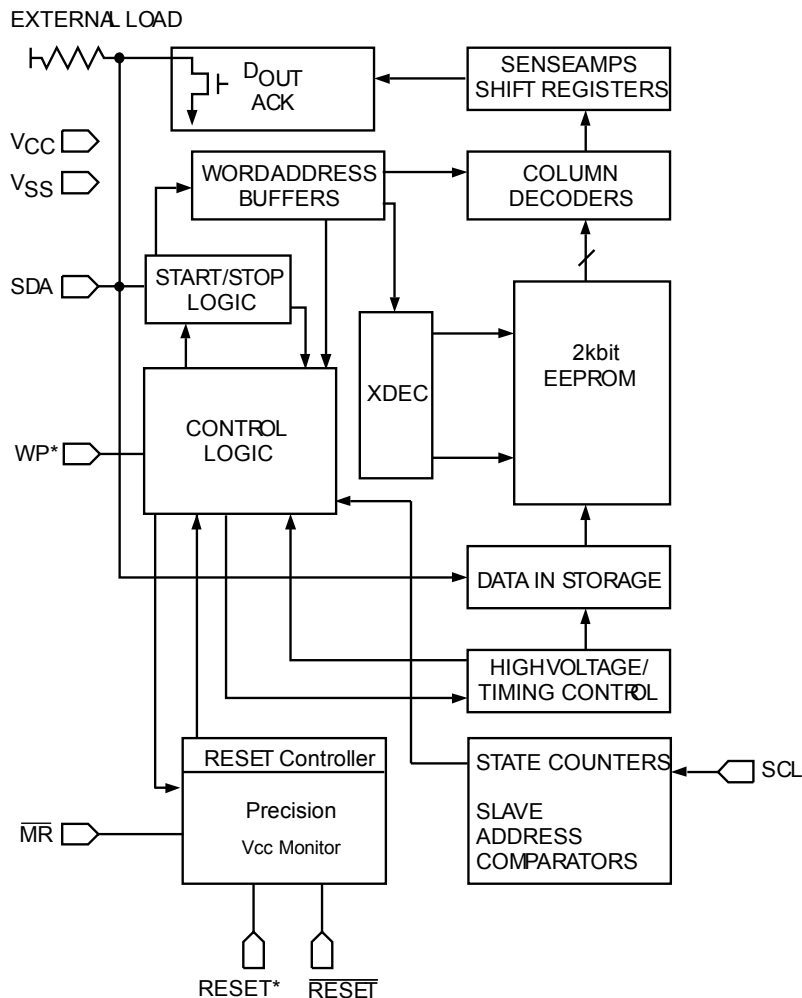 EXTERNAL LOAD
DOUT
ACK
SENSEAMPS
SHIFT REGISTERS
VCC
VSS
WORDADDRESS
BUFFERS
COLUMN
DECODERS
SDA
START/STOP
LOGIC
2kbit
EEPROM
XDEC
CONTROL
LOGIC
WP*
DATA IN STORAGE
HIGHVOLTAGE/
TIMING CONTROL
RESET Controller
Precision
Vcc Monitor
STATE COUNTERS
SLAVE
ADDRESS
COMPARATORS
SCL
MR
RESET*
RESET